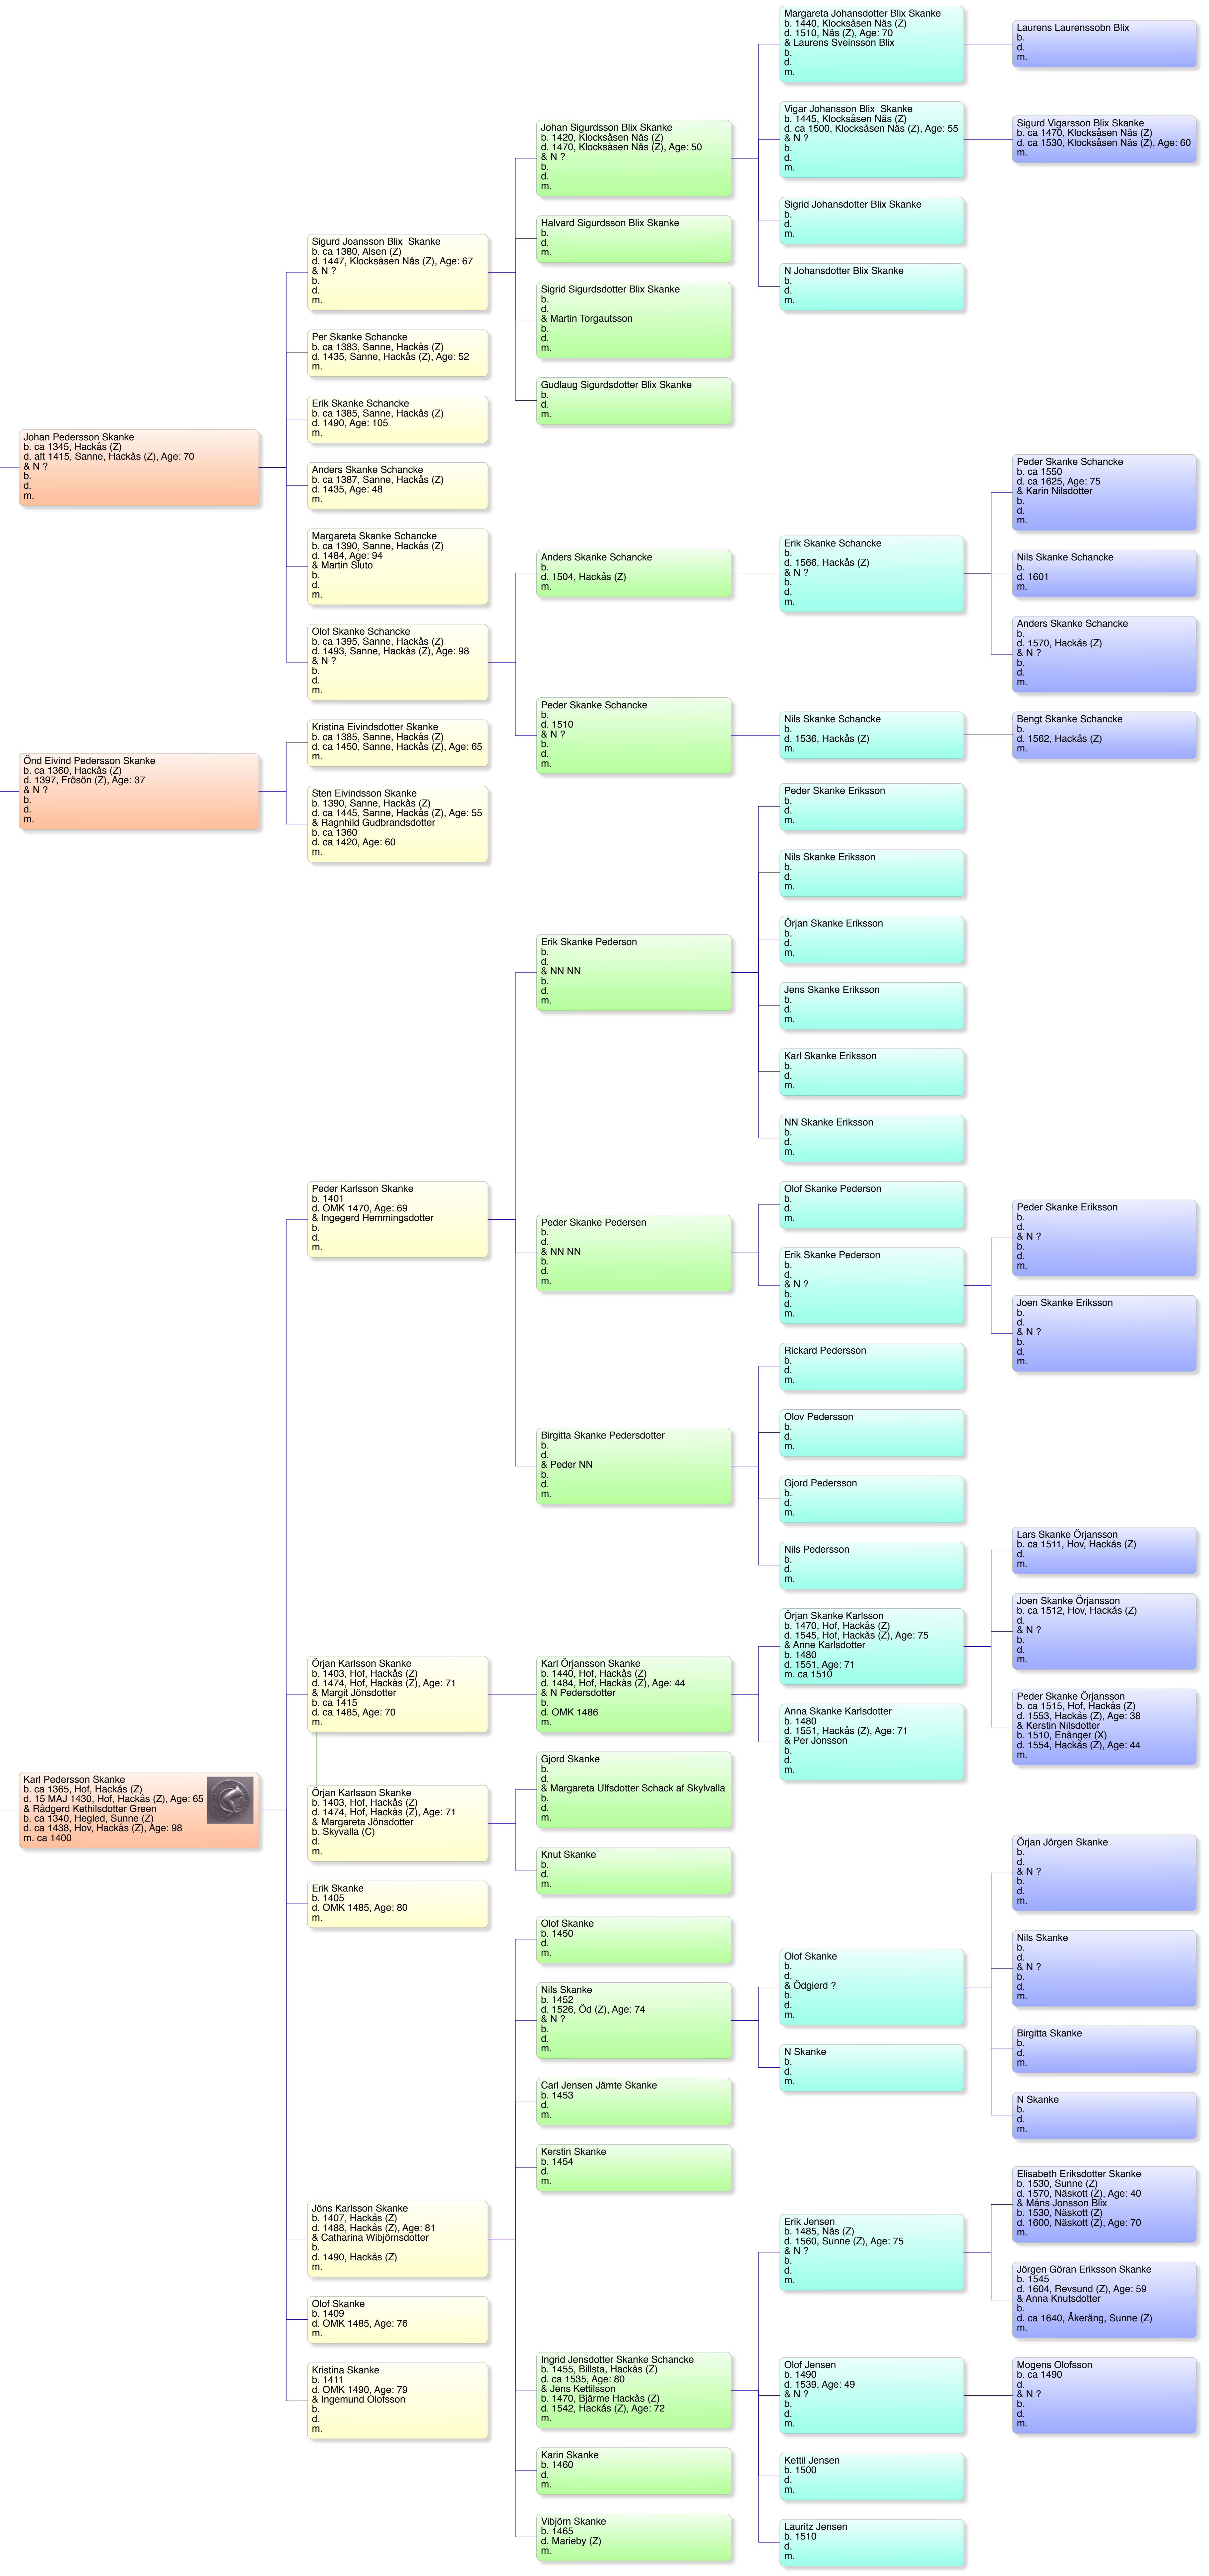 Johan Pedersson Skanke
b. ca 1345, Hackås (Z)
d. aft 1415, Sanne, Hackås (Z), Age: 70
& N ?
b.
d.
m.
Önd Eivind Pedersson Skanke
b. ca 1360, Hackås (Z)
d. 1397, Frösön (Z), Age: 37
& N ?
b.
d.
m.
Karl Pedersson Skanke
b. ca 1365, Hof, Hackås (Z)
d. 15 MAJ 1430, Hof, Hackås (Z), Age: 65
& Rådgerd Kethilsdotter Green
b. ca 1340, Hegled, Sunne (Z)
d. ca 1438, Hov, Hackås (Z), Age: 98
m. ca 1400
Sigurd Joansson Blix  Skanke
b. ca 1380, Alsen (Z)
d. 1447, Klocksåsen Näs (Z), Age: 67
& N ?
b.
d.
m.
Per Skanke Schancke
b. ca 1383, Sanne, Hackås (Z)
d. 1435, Sanne, Hackås (Z), Age: 52
m.
Erik Skanke Schancke
b. ca 1385, Sanne, Hackås (Z)
d. 1490, Age: 105
m.
Anders Skanke Schancke
b. ca 1387, Sanne, Hackås (Z)
d. 1435, Age: 48
m.
Margareta Skanke Schancke
b. ca 1390, Sanne, Hackås (Z)
d. 1484, Age: 94
& Martin Sluto
b.
d.
m.
Olof Skanke Schancke
b. ca 1395, Sanne, Hackås (Z)
d. 1493, Sanne, Hackås (Z), Age: 98
& N ?
b.
d.
m.
Kristina Eivindsdotter Skanke
b. ca 1385, Sanne, Hackås (Z)
d. ca 1450, Sanne, Hackås (Z), Age: 65
m.
Sten Eivindsson Skanke
b. 1390, Sanne, Hackås (Z)
d. ca 1445, Sanne, Hackås (Z), Age: 55
& Ragnhild Gudbrandsdotter
b. ca 1360
d. ca 1420, Age: 60
m.
Peder Karlsson Skanke
b. 1401
d. OMK 1470, Age: 69
& Ingegerd Hemmingsdotter
b.
d.
m.
Örjan Karlsson Skanke
b. 1403, Hof, Hackås (Z)
d. 1474, Hof, Hackås (Z), Age: 71
& Margit Jönsdotter
b. ca 1415
d. ca 1485, Age: 70
m.
Örjan Karlsson Skanke
b. 1403, Hof, Hackås (Z)
d. 1474, Hof, Hackås (Z), Age: 71
& Margareta Jönsdotter
b. Skyvalla (C)
d.
m.
Erik Skanke
b. 1405
d. OMK 1485, Age: 80
m.
Jöns Karlsson Skanke
b. 1407, Hackås (Z)
d. 1488, Hackås (Z), Age: 81
& Catharina Wibjörnsdotter
b.
d. 1490, Hackås (Z)
m.
Olof Skanke
b. 1409
d. OMK 1485, Age: 76
m.
Kristina Skanke
b. 1411
d. OMK 1490, Age: 79
& Ingemund Olofsson
b.
d.
m.
Johan Sigurdsson Blix Skanke
b. 1420, Klocksåsen Näs (Z)
d. 1470, Klocksåsen Näs (Z), Age: 50
& N ?
b.
d.
m.
Halvard Sigurdsson Blix Skanke
b.
d.
m.
Sigrid Sigurdsdotter Blix Skanke
b.
d.
& Martin Torgautsson
b.
d.
m.
Gudlaug Sigurdsdotter Blix Skanke
b.
d.
m.
Anders Skanke Schancke
b.
d. 1504, Hackås (Z)
m.
Peder Skanke Schancke
b.
d. 1510
& N ?
b.
d.
m.
Erik Skanke Pederson
b.
d.
& NN NN
b.
d.
m.
Peder Skanke Pedersen
b.
d.
& NN NN
b.
d.
m.
Birgitta Skanke Pedersdotter
b.
d.
& Peder NN
b.
d.
m.
Karl Örjansson Skanke
b. 1440, Hof, Hackås (Z)
d. 1484, Hof, Hackås (Z), Age: 44
& N Pedersdotter
b.
d. OMK 1486
m.
Gjord Skanke
b.
d.
& Margareta Ulfsdotter Schack af Skylvalla
b.
d.
m.
Knut Skanke
b.
d.
m.
Olof Skanke
b. 1450
d.
m.
Nils Skanke
b. 1452
d. 1526, Öd (Z), Age: 74
& N ?
b.
d.
m.
Carl Jensen Jämte Skanke
b. 1453
d.
m.
Kerstin Skanke
b. 1454
d.
m.
Ingrid Jensdotter Skanke Schancke
b. 1455, Billsta, Hackås (Z)
d. ca 1535, Age: 80
& Jens Kettilsson
b. 1470, Bjärme Hackås (Z)
d. 1542, Hackås (Z), Age: 72
m.
Karin Skanke
b. 1460
d.
m.
Vibjörn Skanke
b. 1465
d. Marieby (Z)
m.
Margareta Johansdotter Blix Skanke
b. 1440, Klocksåsen Näs (Z)
d. 1510, Näs (Z), Age: 70
& Laurens Sveinsson Blix
b.
d.
m.
Vigar Johansson Blix  Skanke
b. 1445, Klocksåsen Näs (Z)
d. ca 1500, Klocksåsen Näs (Z), Age: 55
& N ?
b.
d.
m.
Sigrid Johansdotter Blix Skanke
b.
d.
m.
N Johansdotter Blix Skanke
b.
d.
m.
Erik Skanke Schancke
b.
d. 1566, Hackås (Z)
& N ?
b.
d.
m.
Nils Skanke Schancke
b.
d. 1536, Hackås (Z)
m.
Peder Skanke Eriksson
b.
d.
m.
Nils Skanke Eriksson
b.
d.
m.
Örjan Skanke Eriksson
b.
d.
m.
Jens Skanke Eriksson
b.
d.
m.
Karl Skanke Eriksson
b.
d.
m.
NN Skanke Eriksson
b.
d.
m.
Olof Skanke Pederson
b.
d.
m.
Erik Skanke Pederson
b.
d.
& N ?
b.
d.
m.
Rickard Pedersson
b.
d.
m.
Olov Pedersson
b.
d.
m.
Gjord Pedersson
b.
d.
m.
Nils Pedersson
b.
d.
m.
Örjan Skanke Karlsson
b. 1470, Hof, Hackås (Z)
d. 1545, Hof, Hackås (Z), Age: 75
& Anne Karlsdotter
b. 1480
d. 1551, Age: 71
m. ca 1510
Anna Skanke Karlsdotter
b. 1480
d. 1551, Hackås (Z), Age: 71
& Per Jonsson
b.
d.
m.
Olof Skanke
b.
d.
& Ödgierd ?
b.
d.
m.
N Skanke
b.
d.
m.
Erik Jensen
b. 1485, Näs (Z)
d. 1560, Sunne (Z), Age: 75
& N ?
b.
d.
m.
Olof Jensen
b. 1490
d. 1539, Age: 49
& N ?
b.
d.
m.
Kettil Jensen
b. 1500
d.
m.
Lauritz Jensen
b. 1510
d.
m.
Laurens Laurenssobn Blix
b.
d.
m.
Sigurd Vigarsson Blix Skanke
b. ca 1470, Klocksåsen Näs (Z)
d. ca 1530, Klocksåsen Näs (Z), Age: 60
m.
Peder Skanke Schancke
b. ca 1550
d. ca 1625, Age: 75
& Karin Nilsdotter
b.
d.
m.
Nils Skanke Schancke
b.
d. 1601
m.
Anders Skanke Schancke
b.
d. 1570, Hackås (Z)
& N ?
b.
d.
m.
Bengt Skanke Schancke
b.
d. 1562, Hackås (Z)
m.
Peder Skanke Eriksson
b.
d.
& N ?
b.
d.
m.
Joen Skanke Eriksson
b.
d.
& N ?
b.
d.
m.
Lars Skanke Örjansson
b. ca 1511, Hov, Hackås (Z)
d.
m.
Joen Skanke Örjansson
b. ca 1512, Hov, Hackås (Z)
d.
& N ?
b.
d.
m.
Peder Skanke Örjansson
b. ca 1515, Hof, Hackås (Z)
d. 1553, Hackås (Z), Age: 38
& Kerstin Nilsdotter
b. 1510, Enånger (X)
d. 1554, Hackås (Z), Age: 44
m.
Örjan Jörgen Skanke
b.
d.
& N ?
b.
d.
m.
Nils Skanke
b.
d.
& N ?
b.
d.
m.
Birgitta Skanke
b.
d.
m.
N Skanke
b.
d.
m.
Elisabeth Eriksdotter Skanke
b. 1530, Sunne (Z)
d. 1570, Näskott (Z), Age: 40
& Måns Jonsson Blix
b. 1530, Näskott (Z)
d. 1600, Näskott (Z), Age: 70
m.
Jörgen Göran Eriksson Skanke
b. 1545
d. 1604, Revsund (Z), Age: 59
& Anna Knutsdotter
b.
d. ca 1640, Åkeräng, Sunne (Z)
m.
Mogens Olofsson
b. ca 1490
d.
& N ?
b.
d.
m.